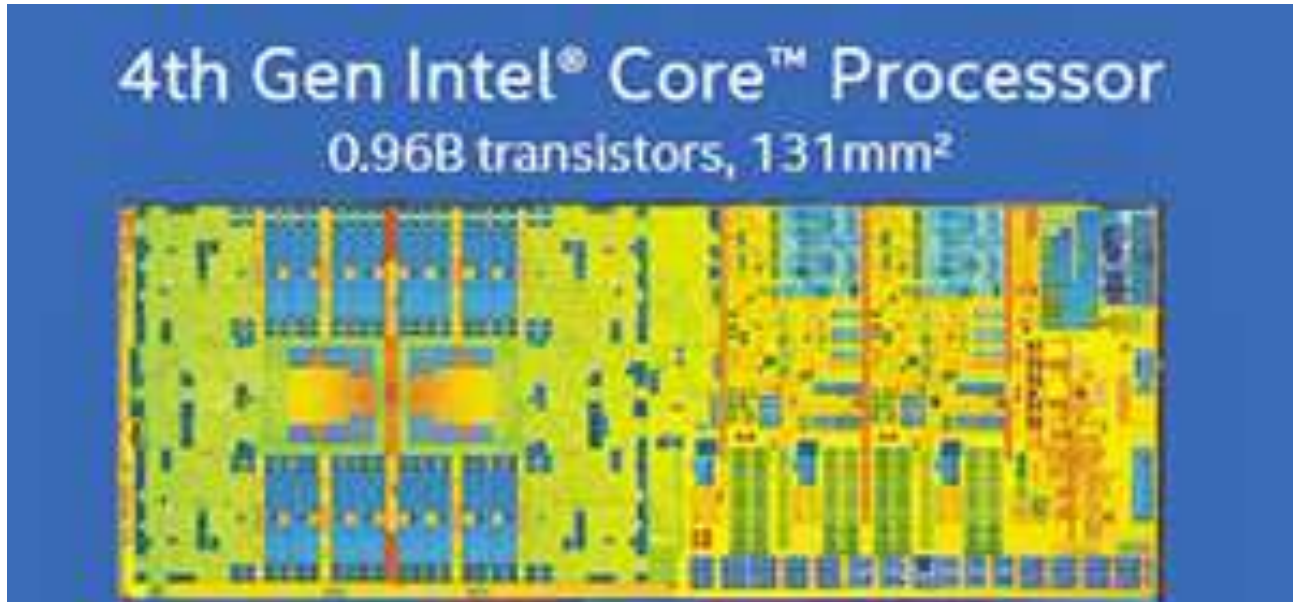 4th Gen Intel® Core™ Processor
0.96B transistors, 131mm²